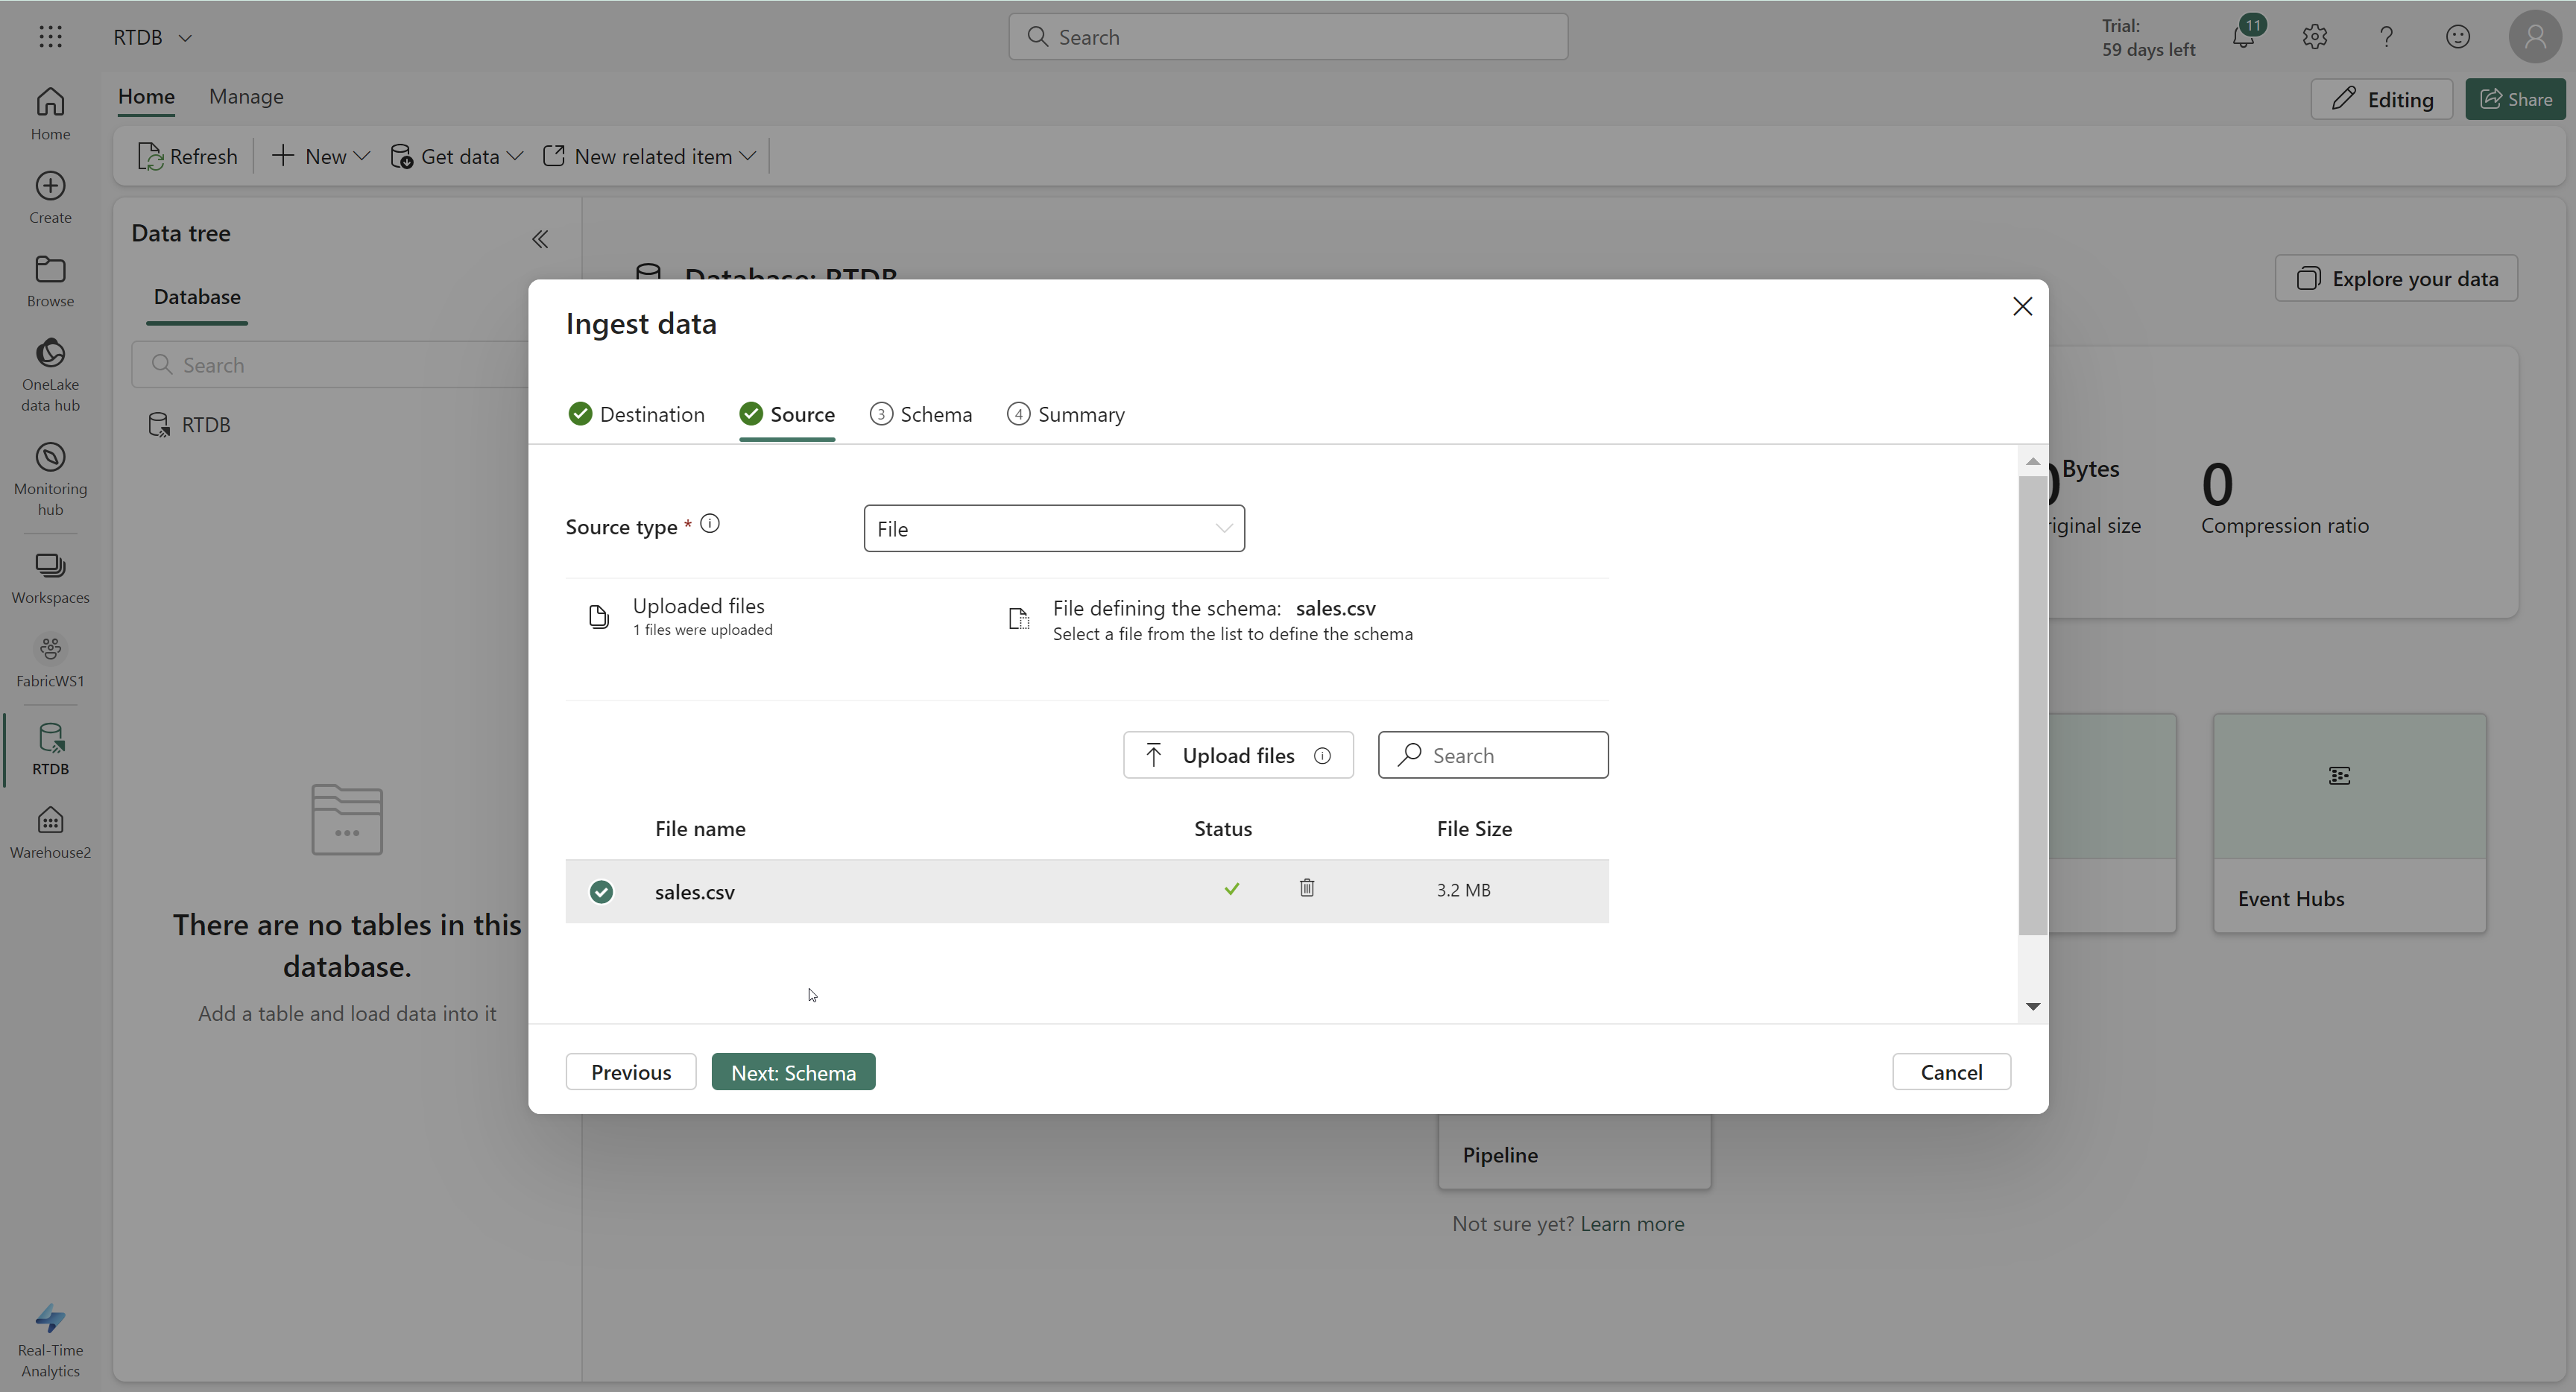 RTDB
Search
Trial:
59 days left
11
Home
Manage
Editing
Share
Refresh
New
Get data
New related item
Home
Create
Browse
OneLake
data hub
Monitoring
hub
Workspaces
FabricWS1
RTDB
Warehouse2
Real-Time
Analytics
Data tree
Database
Search
RTDB
There are no tables in this
database.
Add a table and load data into it
Database: RTDB
Explore your data
Bytes
0
Compression ratio
Event Hubs
Pipeline
Not sure yet? Learn more
Ingest data
Destination
Source
3 Schema
4 Summary
Source type *
File
Uploaded files
1 files were uploaded
File defining the schema: sales.csv
Select a file from the list to define the schema
Upload files
Search
File name
Status
File Size
sales.csv
3.2 MB
Previous
Next: Schema
Cancel